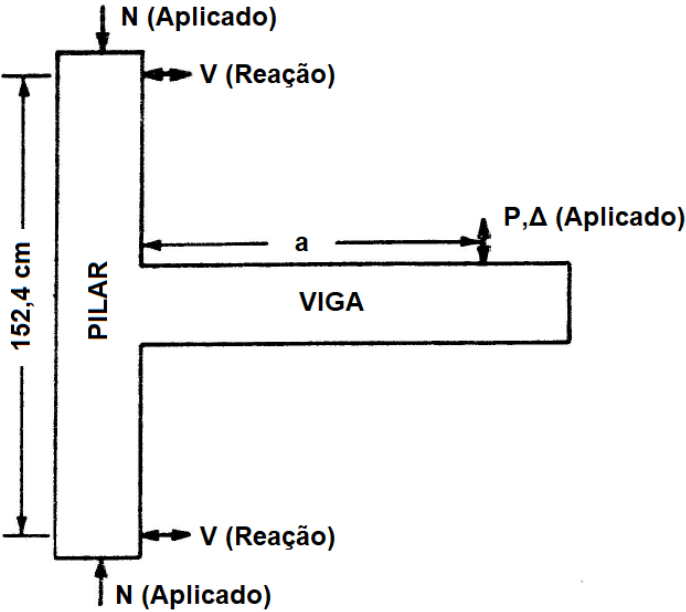 N (Aplicado)
V (Reação)
P,Δ (Aplicado)
a
152,4 cm
PILAR
VIGA
V (Reação)
N (Aplicado)